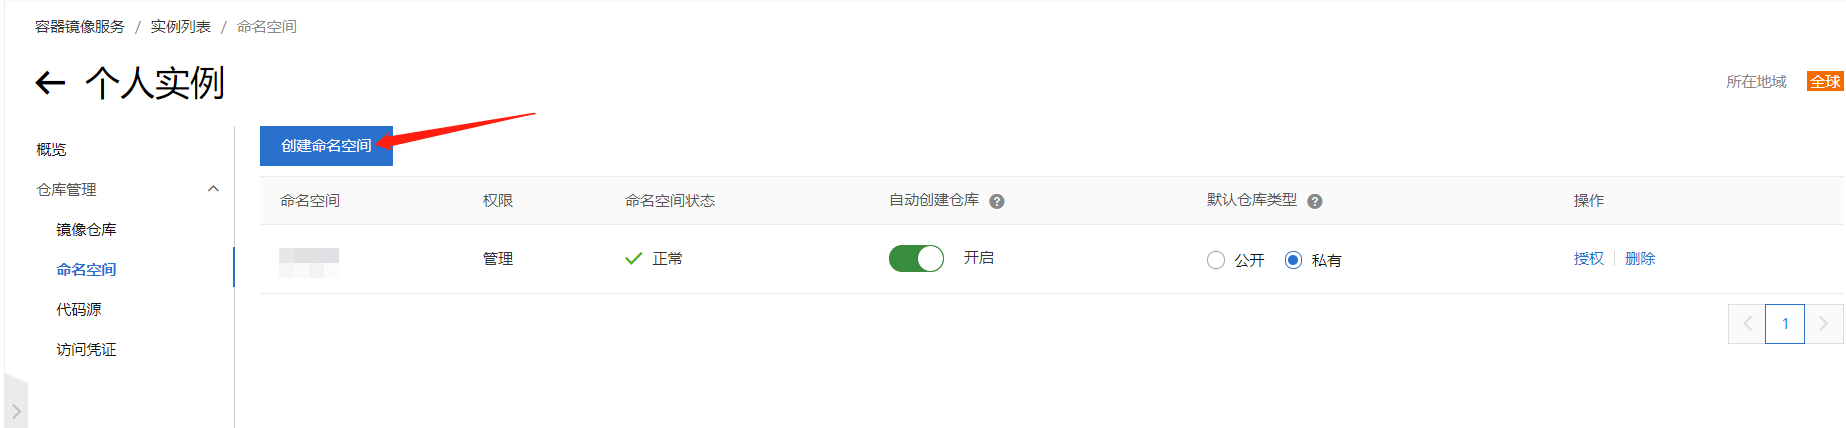 容器镜像服务 / 实例列表 / 命名空间
个人实例
所在地域 全球
概览
仓库管理
镜像仓库
命名空间
代码源
访问凭证
创建命名空间
命名空间 权限 命名空间状态 自动创建仓库 ? 默认仓库类型 ? 操作
管理 正常 开启 公开 私有 授权 删除
1